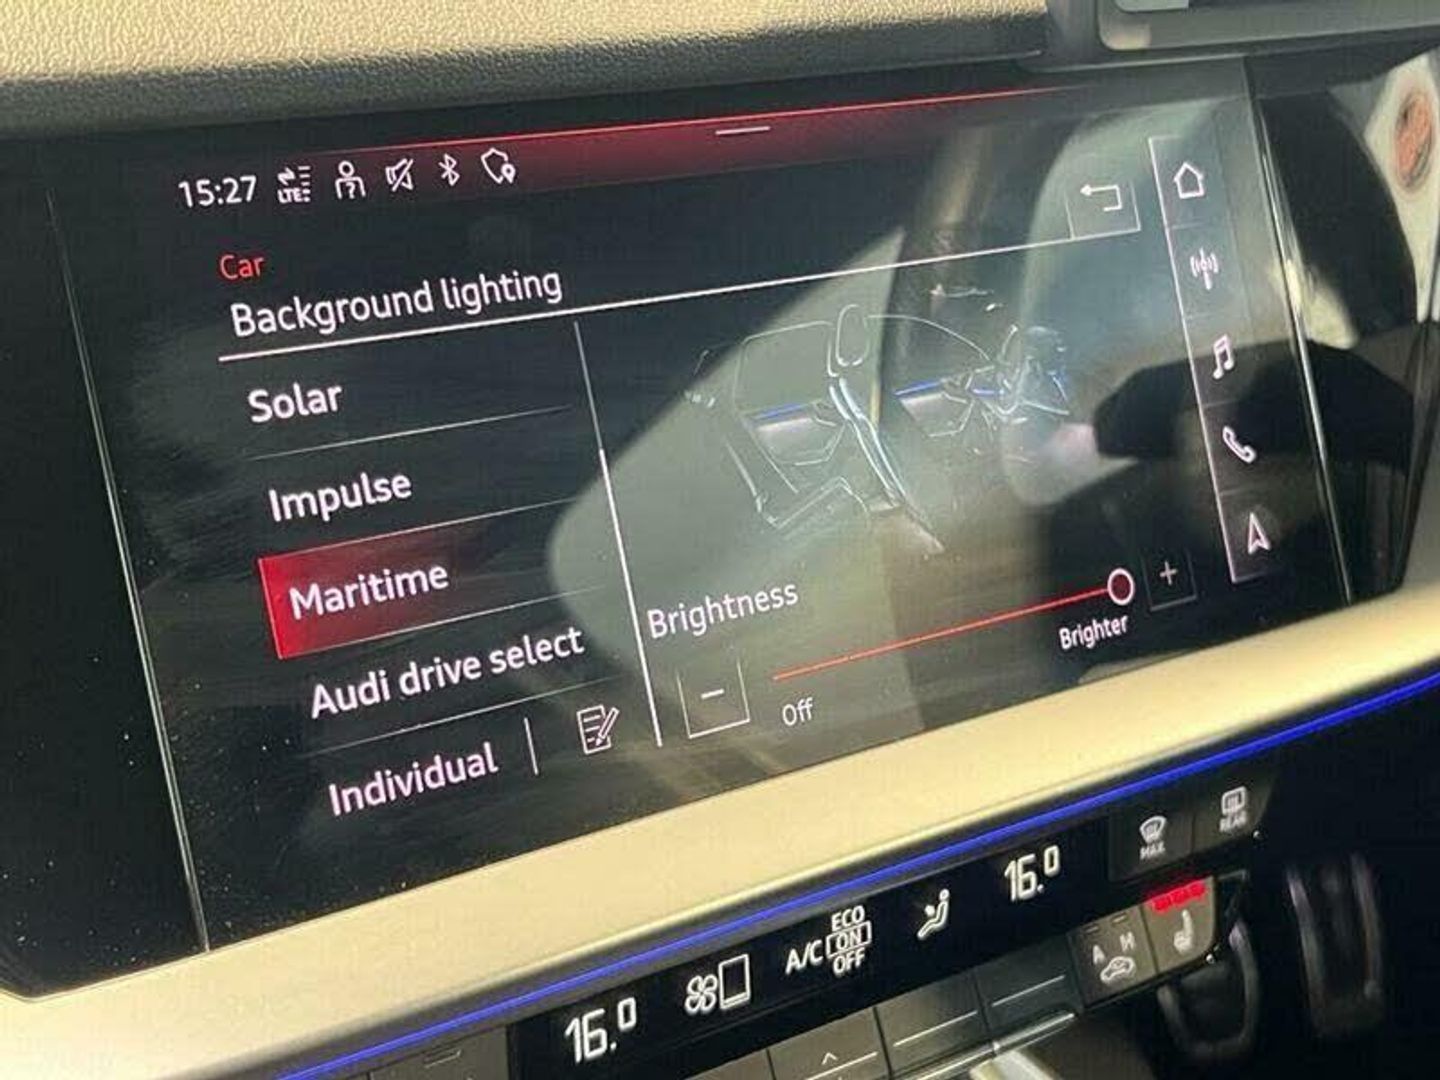 15:27
LTE
Car
Background lighting
Solar
Impulse
Maritime
Audi drive select
Individual
Brightness
Brighter
Off
16.0
A/C
ECO
ON
OFF
16.0
MAX
REAR
A M